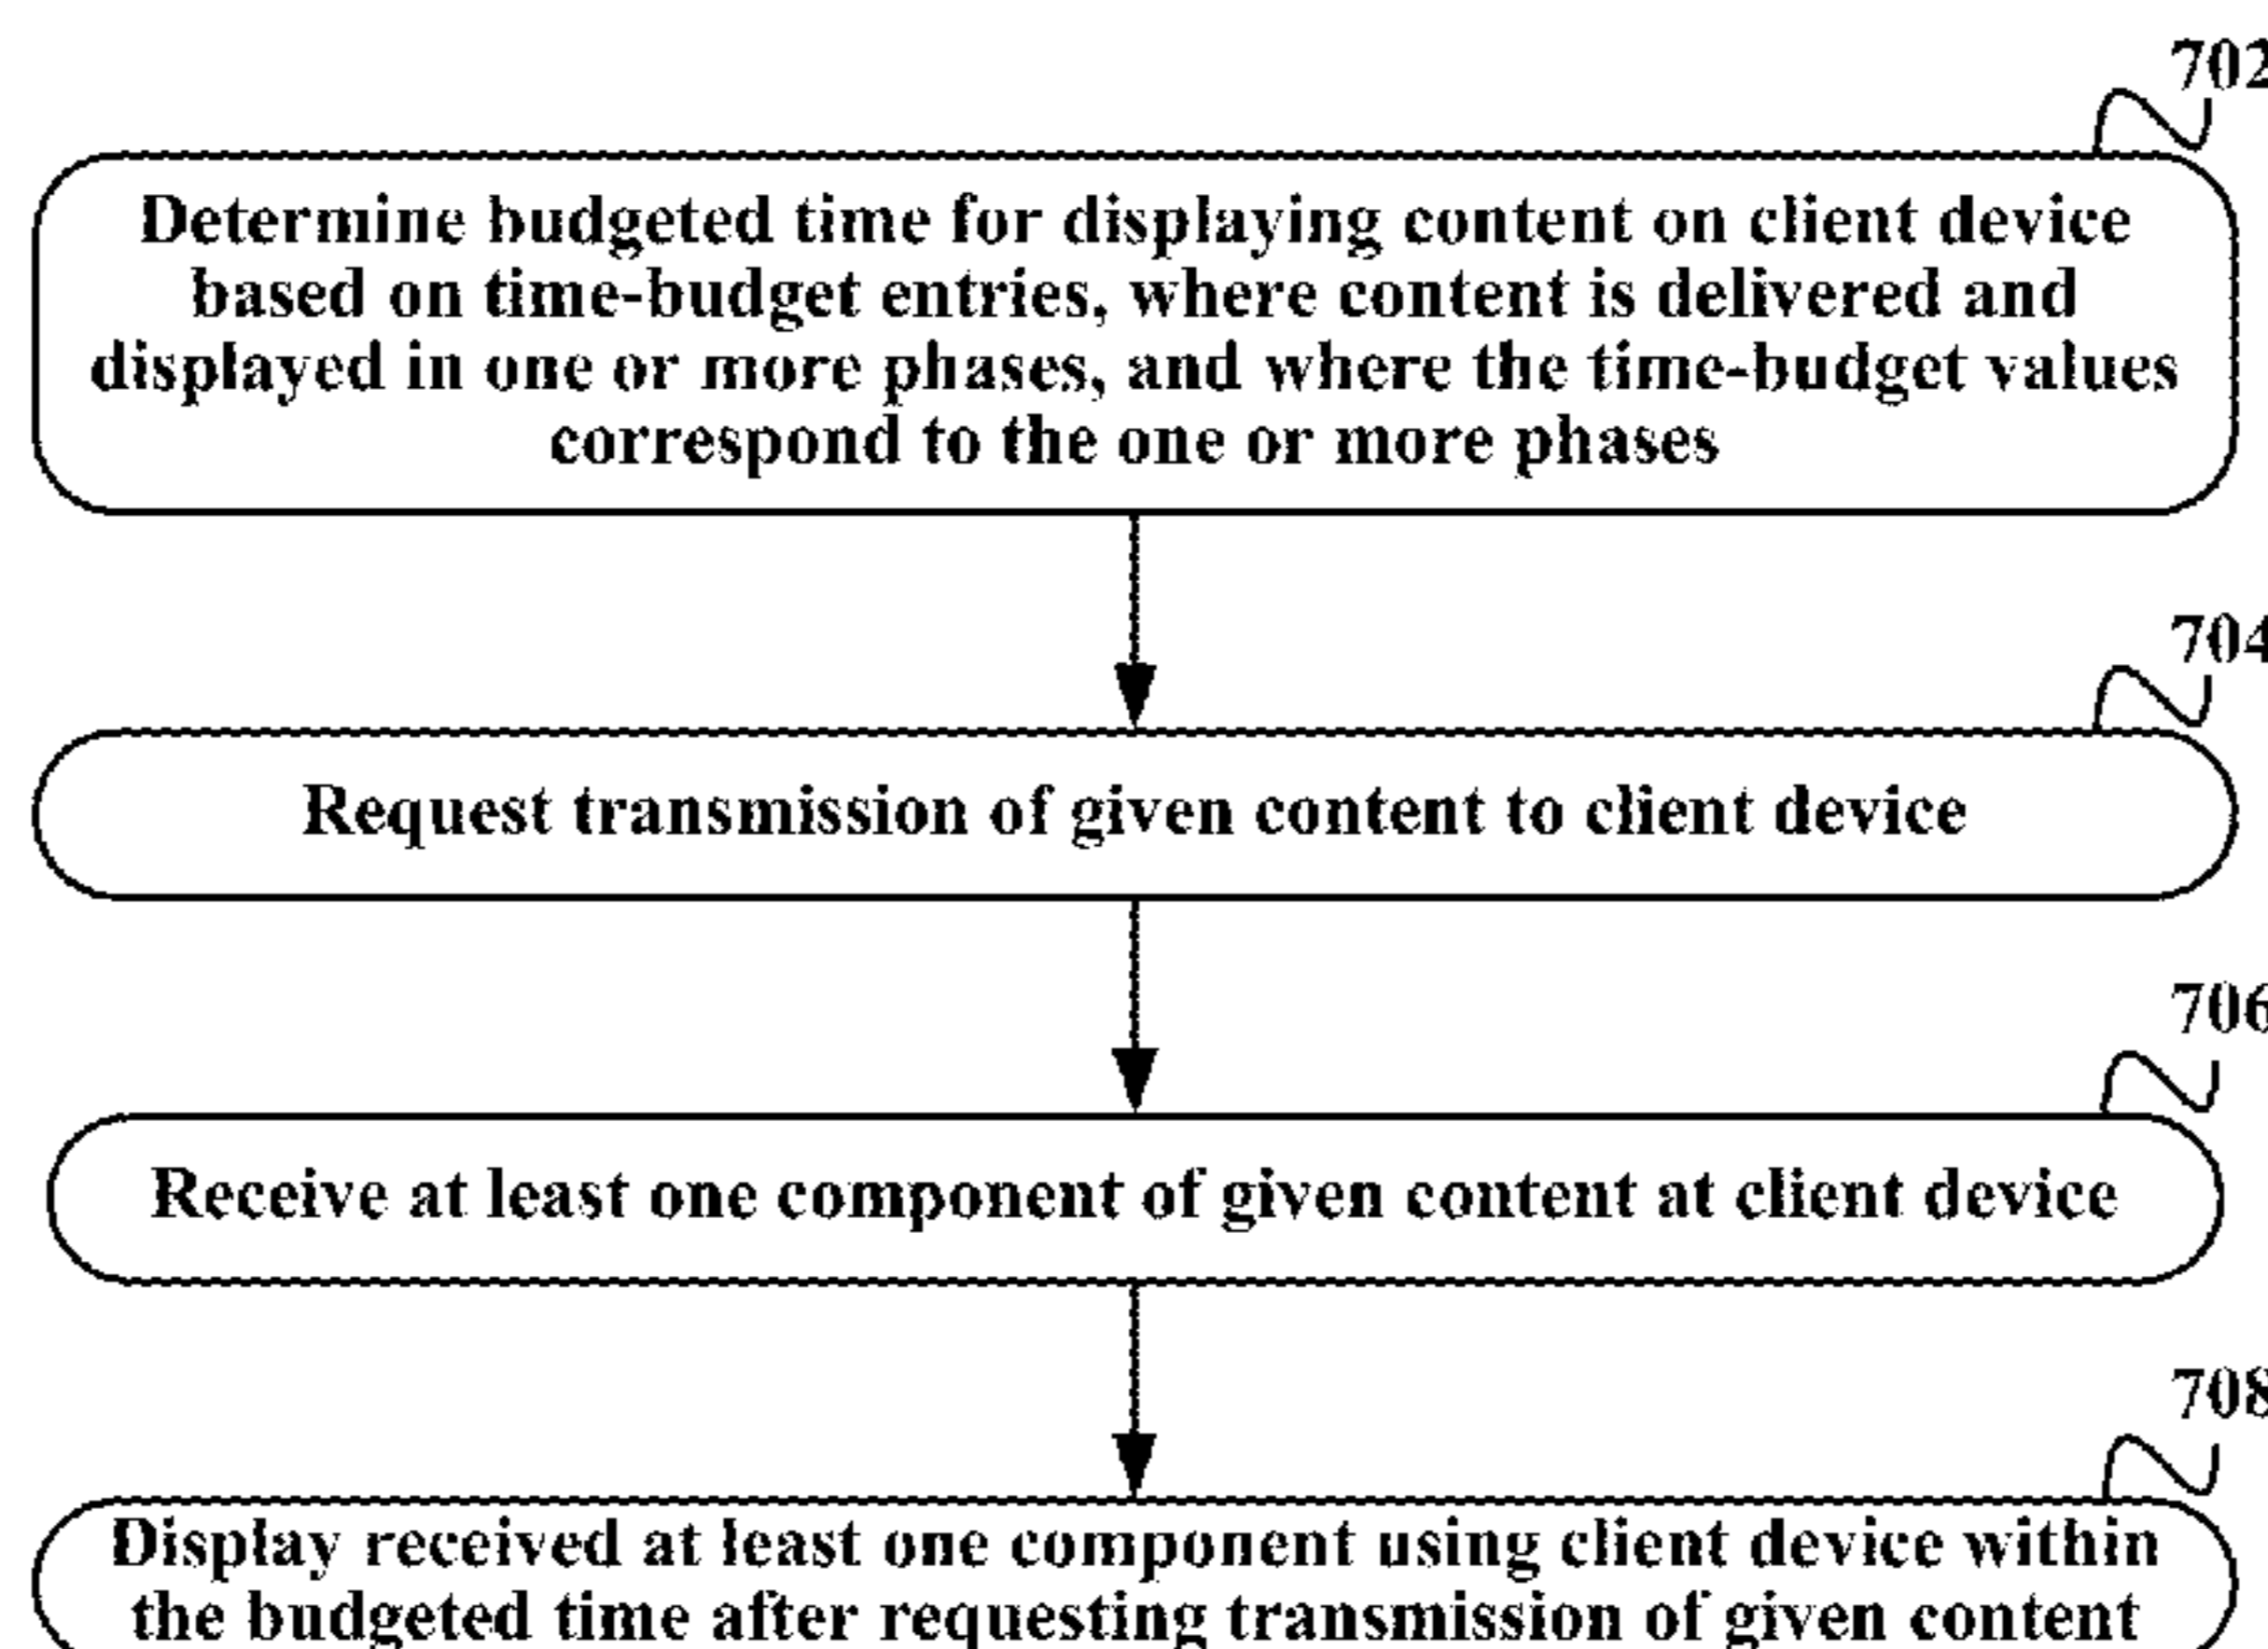 702
Determine budgeted time for displaying content on client device
based on time-budget entries, where content is delivered and
displayed in one or more phases, and where the time-budget values
correspond to the one or more phases
704
Request transmission of given content to client device
706
Receive at least one component of given content at client device
708
Display received at least one component using client device within
the budgeted time after requesting transmission of given content